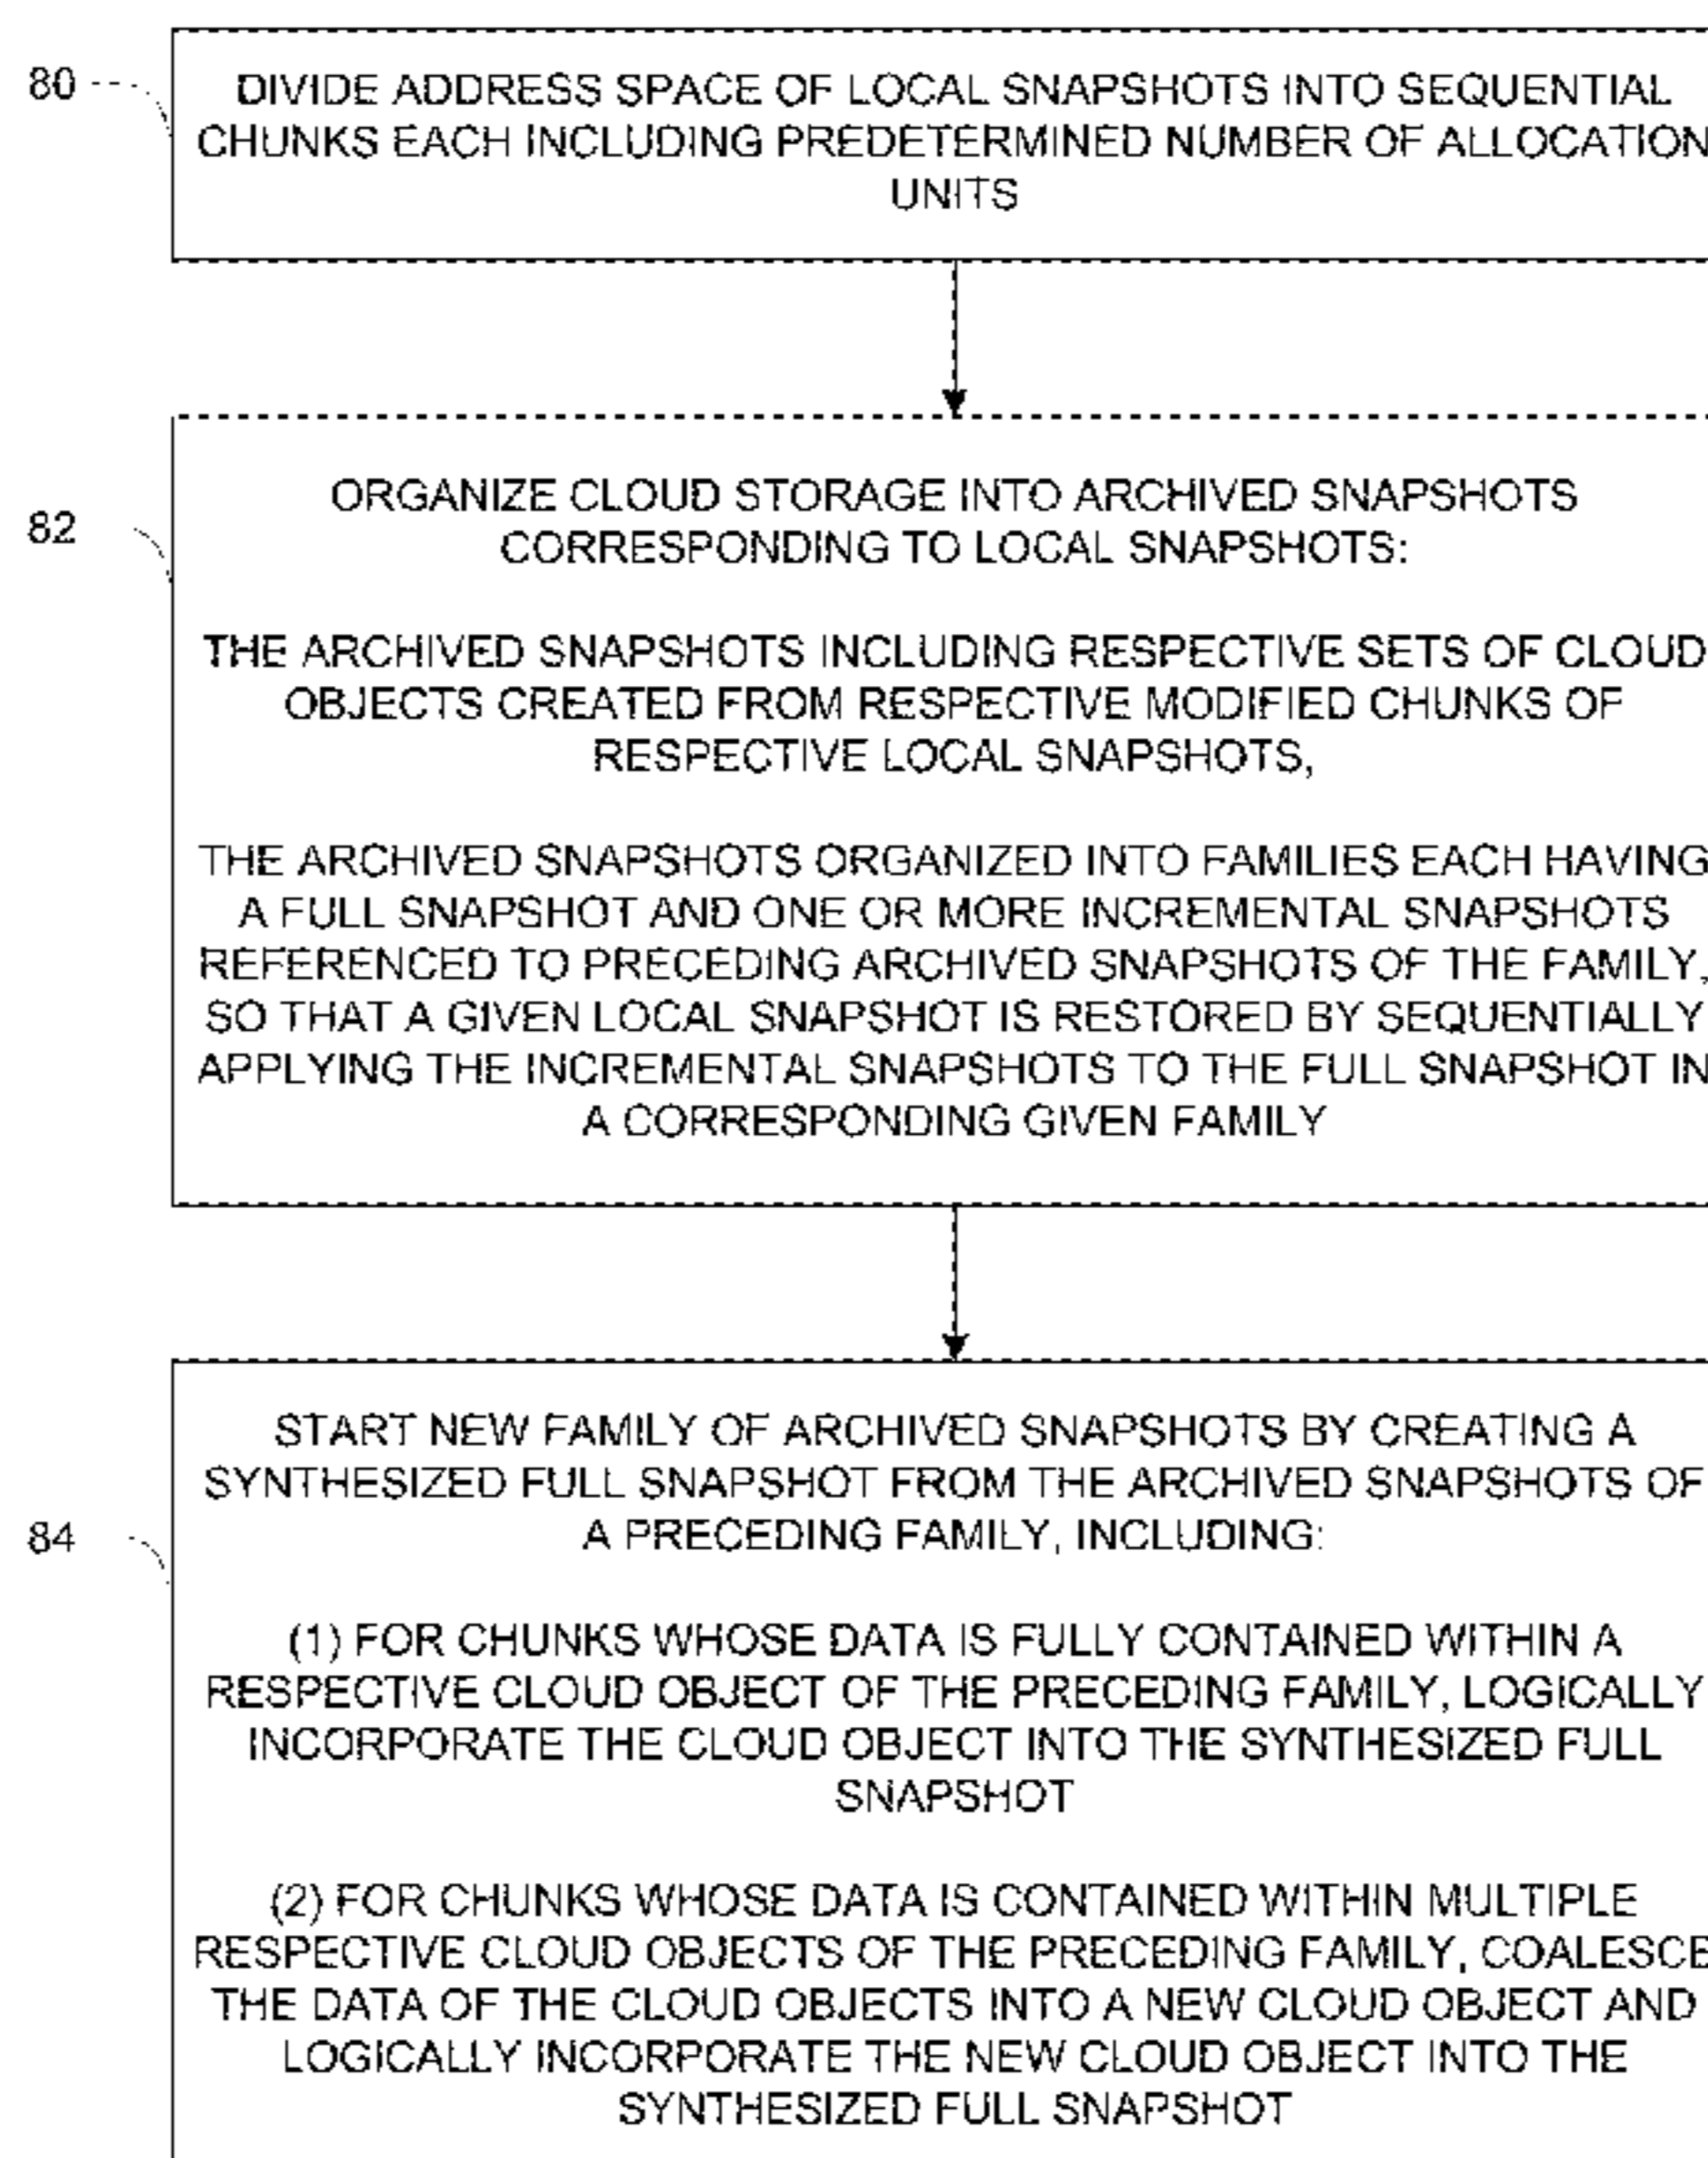 80
DIVIDE ADDRESS SPACE OF LOCAL SNAPSHOTS INTO SEQUENTIAL
CHUNKS EACH INCLUDING PREDETERMINED NUMBER OF ALLOCATION
UNITS
82
ORGANIZE CLOUD STORAGE INTO ARCHIVED SNAPSHOTS
CORRESPONDING TO LOCAL SNAPSHOTS:
THE ARCHIVED SNAPSHOTS INCLUDING RESPECTIVE SETS OF CLOUD
OBJECTS CREATED FROM RESPECTIVE MODIFIED CHUNKS OF
RESPECTIVE LOCAL SNAPSHOTS,
THE ARCHIVED SNAPSHOTS ORGANIZED INTO FAMILIES EACH HAVING
A FULL SNAPSHOT AND ONE OR MORE INCREMENTAL SNAPSHOTS
REFERENCED TO PRECEDING ARCHIVED SNAPSHOTS OF THE FAMILY,
SO THAT A GIVEN LOCAL SNAPSHOT IS RESTORED BY SEQUENTIALLY
APPLYING THE INCREMENTAL SNAPSHOTS TO THE FULL SNAPSHOT IN
A CORRESPONDING GIVEN FAMILY
84
START NEW FAMILY OF ARCHIVED SNAPSHOTS BY CREATING A
SYNTHESIZED FULL SNAPSHOT FROM THE ARCHIVED SNAPSHOTS OF
A PRECEDING FAMILY, INCLUDING:
(1) FOR CHUNKS WHOSE DATA IS FULLY CONTAINED WITHIN A
RESPECTIVE CLOUD OBJECT OF THE PRECEDING FAMILY, LOGICALLY
INCORPORATE THE CLOUD OBJECT INTO THE SYNTHESIZED FULL
SNAPSHOT
(2) FOR CHUNKS WHOSE DATA IS CONTAINED WITHIN MULTIPLE
RESPECTIVE CLOUD OBJECTS OF THE PRECEDING FAMILY, COALESCE
THE DATA OF THE CLOUD OBJECTS INTO A NEW CLOUD OBJECT AND
LOGICALLY INCORPORATE THE NEW CLOUD OBJECT INTO THE
SYNTHESIZED FULL SNAPSHOT